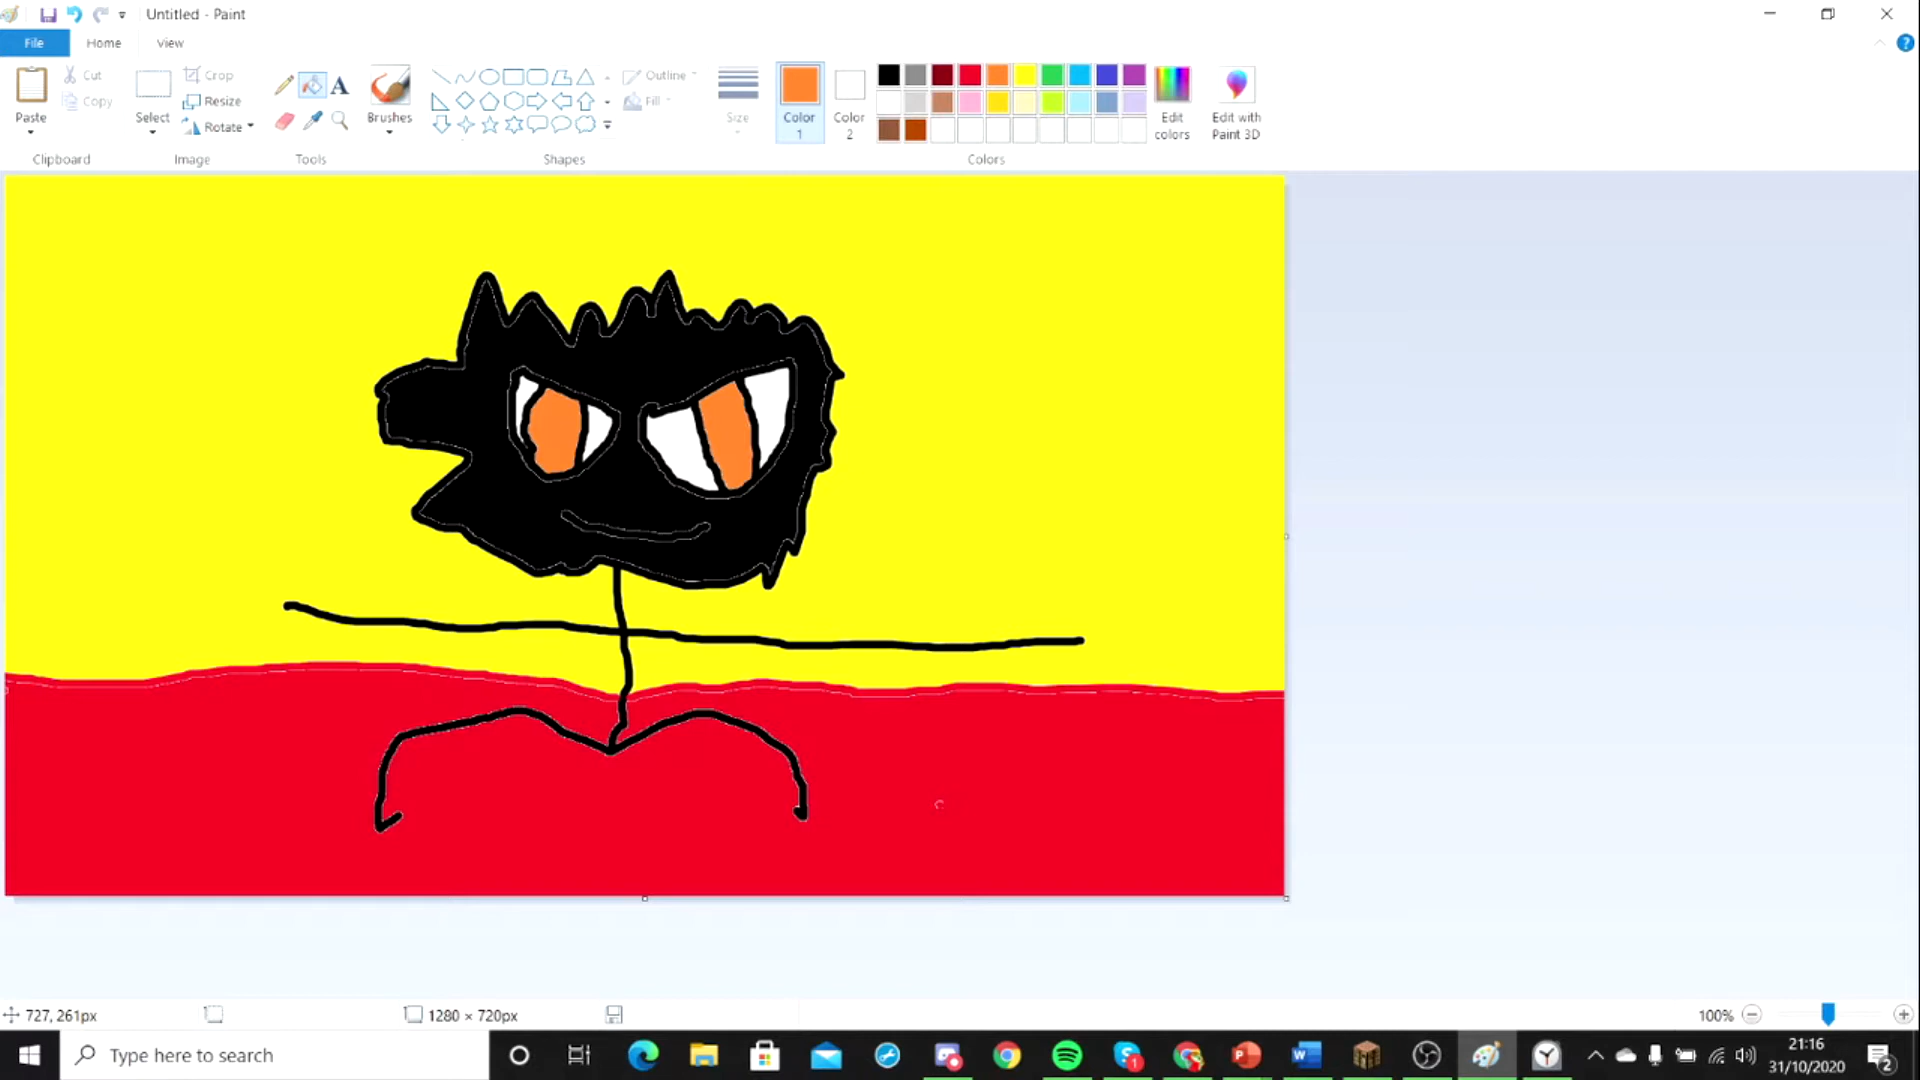 Untitled - Paint
File Home View
Paste
Cut
Copy
Clipboard
Select
Crop
Resize
Rotate
Image
A
Tools
Brushes
Shapes
Outline
Fill
Size
Color 1
Color 2
Colors
Edit colors
Edit with Paint 3D
?
727, 261px
1280 × 720px
100%
Type here to search
21:16
31/10/2020
2